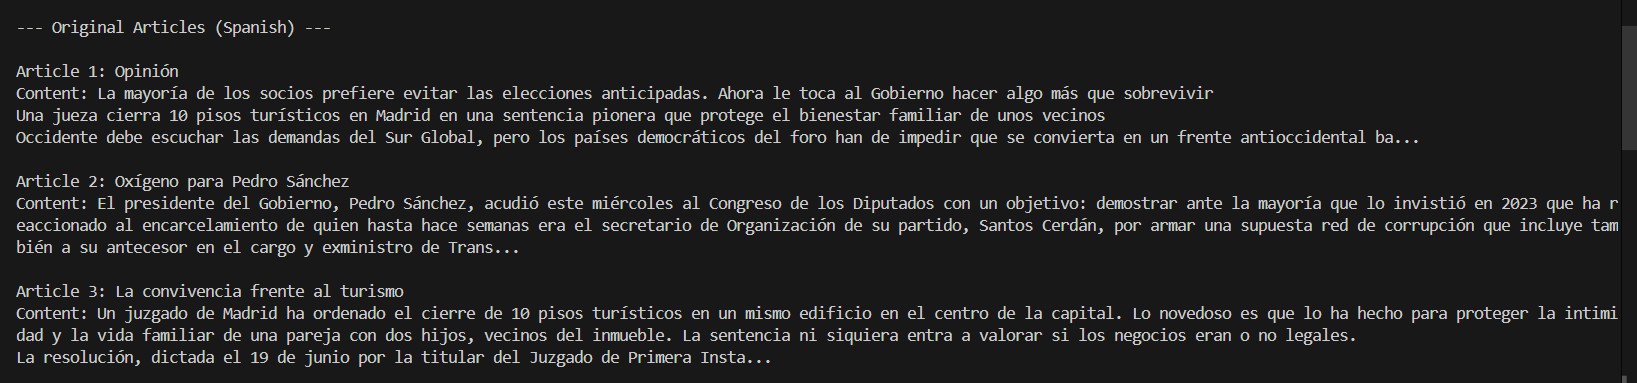 --- Original Articles (Spanish) ---
Article 1: Opinión
Content: La mayoría de los socios prefiere evitar las elecciones anticipadas. Ahora le toca al Gobierno hacer algo más que sobrevivir
Una jueza cierra 10 pisos turísticos en Madrid en una sentencia pionera que protege el bienestar familiar de unos vecinos
Occidente debe escuchar las demandas del Sur Global, pero los países democráticos del foro han de impedir que se convierta en un frente antioccidental ba...
Article 2: Oxígeno para Pedro Sánchez
Content: El presidente del Gobierno, Pedro Sánchez, acudió este miércoles al Congreso de los Diputados con un objetivo: demostrar ante la mayoría que lo invistió en 2023 que ha r
eaccionado al encarcelamiento de quien hasta hace semanas era el secretario de Organización de su partido, Santos Cerdán, por armar una supuesta red de corrupción que incluye tam
bién a su antecesor en el cargo y exministro de Trans...
Article 3: La convivencia frente al turismo
Content: Un juzgado de Madrid ha ordenado el cierre de 10 pisos turísticos en un mismo edificio en el centro de la capital. Lo novedoso es que lo ha hecho para proteger la intimi
dad y la vida familiar de una pareja con dos hijos, vecinos del inmueble. La sentencia ni siquiera entra a valorar si los negocios eran o no legales.
La resolución, dictada el 19 de junio por la titular del Juzgado de Primera Insta...